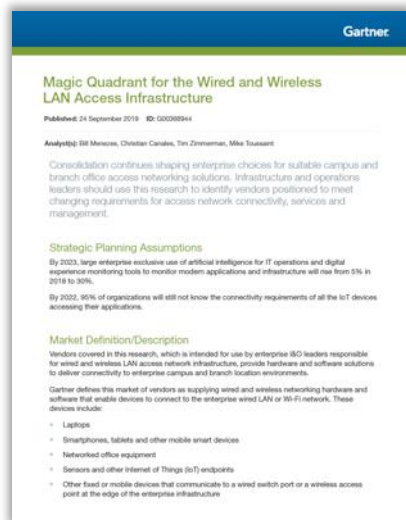 Gartner
Magic Quadrant for the Wired and Wireless
LAN Access Infrastructure
Published: 24 September 2019 ID: G00368944
Analyst(s): Bill Menezes, Christian Canales, Tim Zimmerman, Mike Toussaint
Consolidation continues shaping enterprise choices for suitable campus and
branch office access networking solutions. Infrastructure and operations
leaders should use this research to identify vendors positioned to meet
changing requirements for access network connectivity, services and
management.
Strategic Planning Assumptions
By 2023, large enterprise exclusive use of artificial intelligence for IT operations and digital
experience monitoring tools to monitor modern applications and infrastructure will rise from 5% in
2018 to 30%.
By 2022, 95% of organizations will still not know the connectivity requirements of all the IoT devices
accessing their applications.
Market Definition/Description
Vendors covered in this research, which is intended for use by enterprise I&O leaders responsible
for wired and wireless LAN access network infrastructure, provide hardware and software solutions
to deliver connectivity to enterprise campus and branch location environments.
Gartner defines this market of vendors as supplying wired and wireless networking hardware and
software that enable devices to connect to the enterprise wired LAN or Wi-Fi network. These
devices include:
Laptops
Smartphones, tablets and other mobile smart devices
Networked office equipment
Sensors and other Internet of Things (IoT) endpoints
Other fixed or mobile devices that communicate to a wired switch port or a wireless access
point at the edge of the enterprise infrastructure